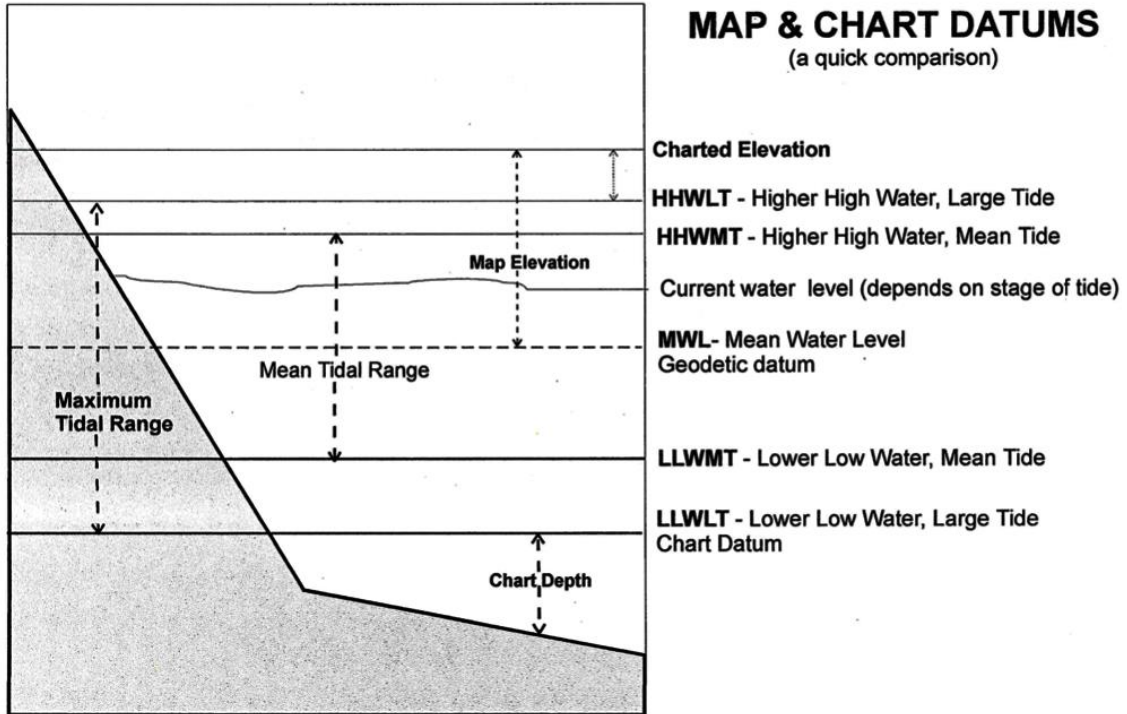 MAP & CHART DATUMS
(a quick comparison)
Charted Elevation
HHWLT - Higher High Water, Large Tide
HHWMT - Higher High Water, Mean Tide
Map Elevation
Current water level (depends on stage of tide)
MWL- Mean Water Level
Geodetic datum
Mean Tidal Range
Maximum
Tidal Range
LLWMT - Lower Low Water, Mean Tide
LLWLT - Lower Low Water, Large Tide
Chart Datum
Chart Depth